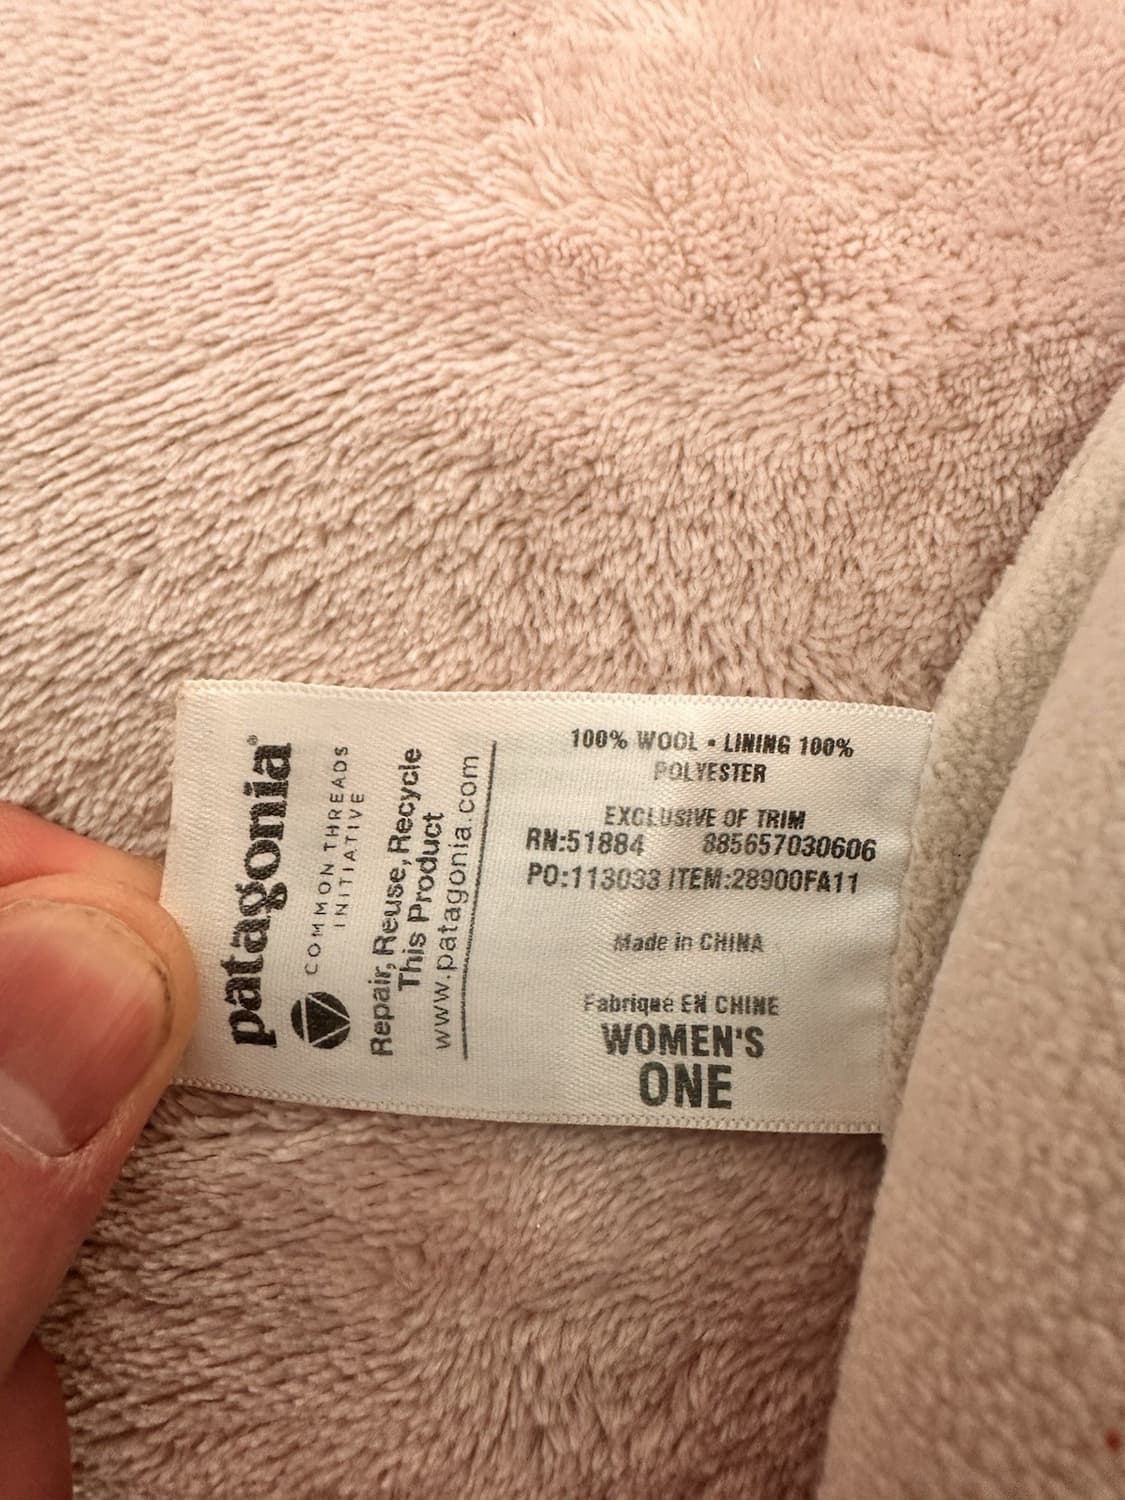 patagonia®
COMMON THREADS
INITIATIVE
Repair, Reuse, Recycle
This Product
www.patagonia.com
100% WOOL • LINING 100%
POLYESTER
EXCLUSIVE OF TRIM
RN:51884 885657030606
PO:113033 ITEM:28900FA11
Made in CHINA
Fabrique EN CHINE
WOMEN'S
ONE